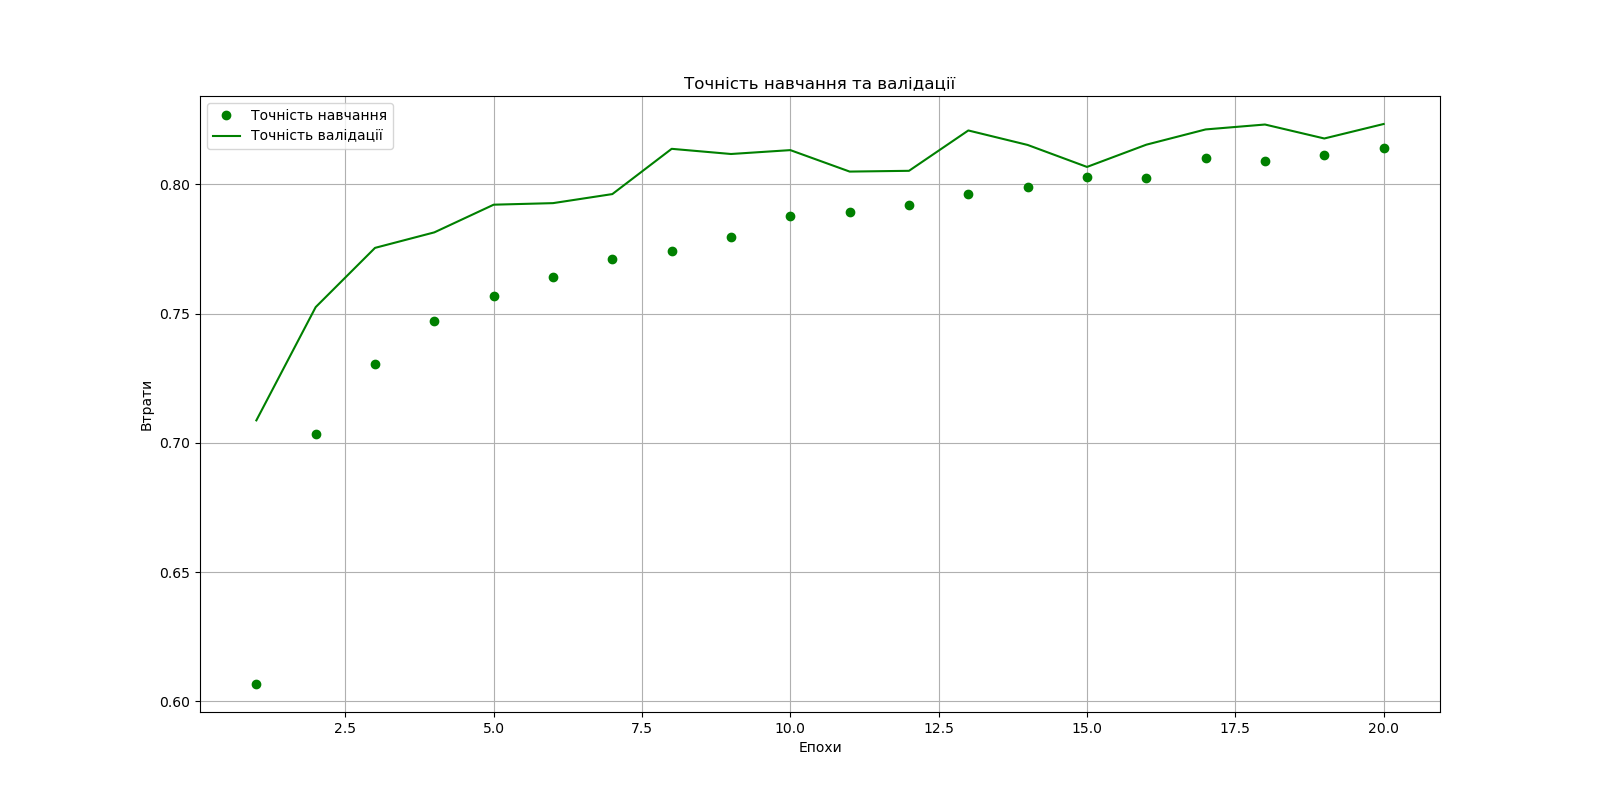 Точність навчання та валідації
Точність навчання
Точність валідації
0.80
0.75
0.70
0.65
0.60
Втрати
2.5 5.0 7.5 10.0 12.5 15.0 17.5 20.0
Епохи